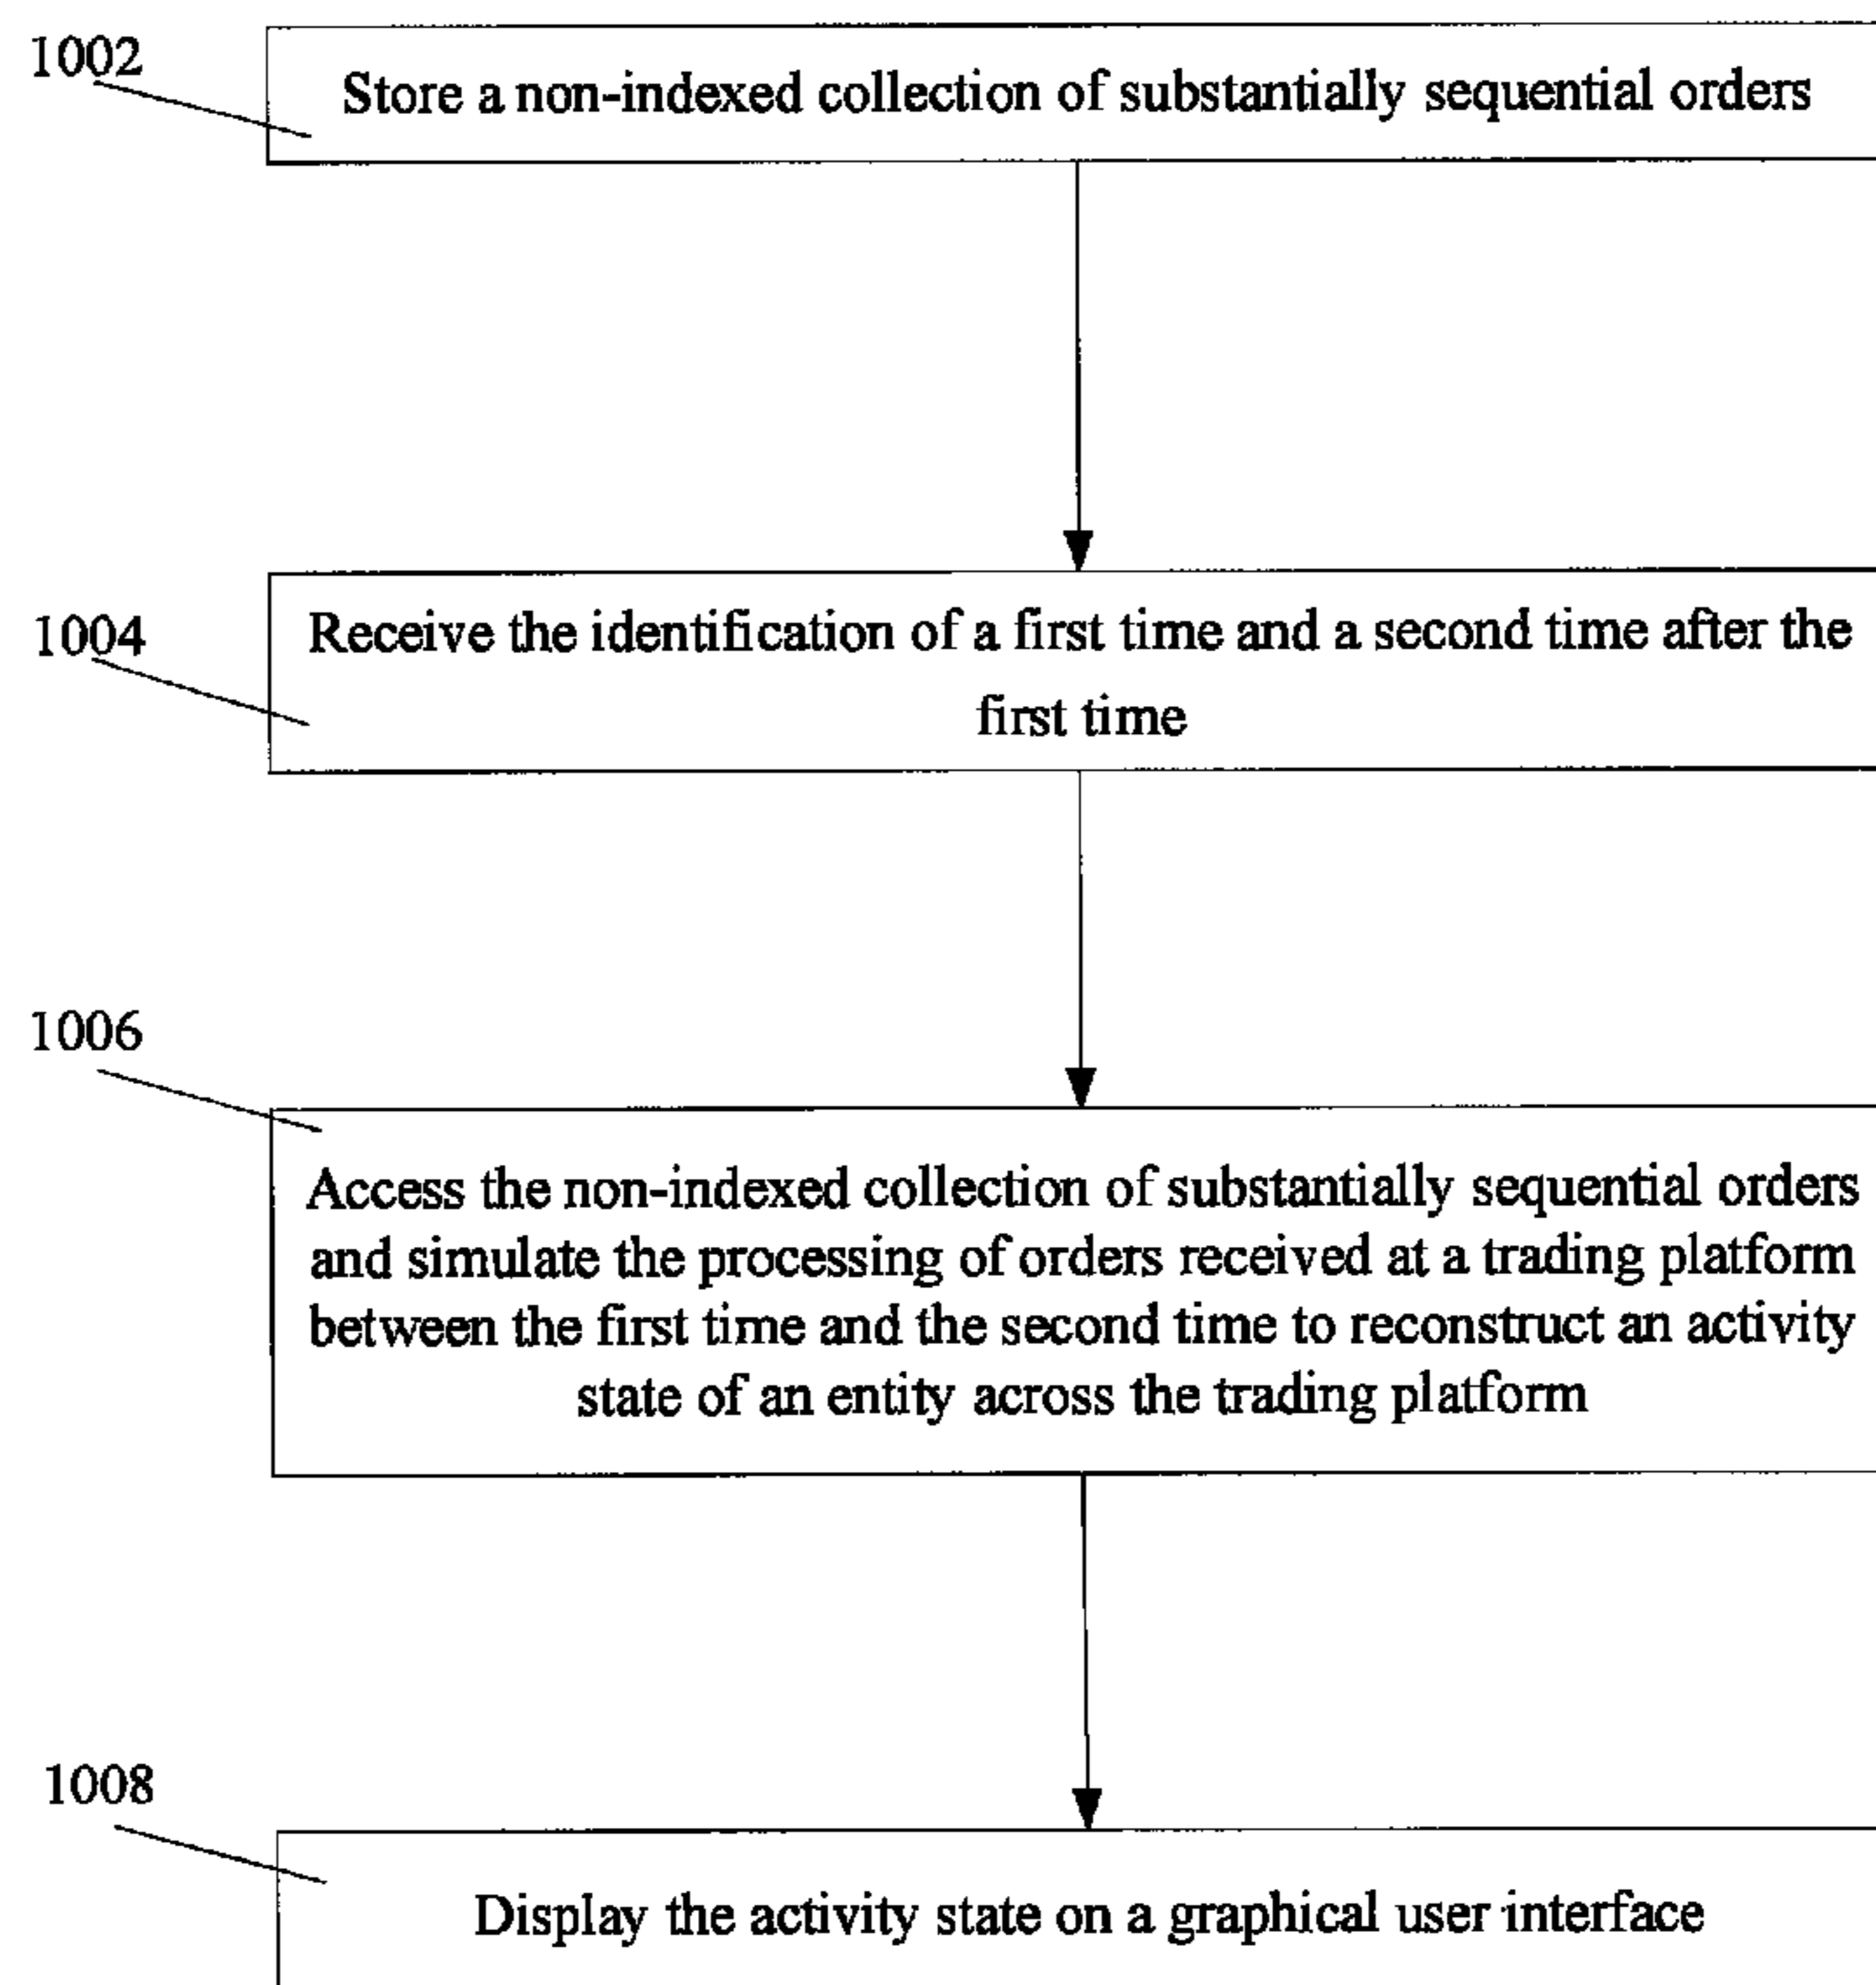 1002
Store a non-indexed collection of substantially sequential orders
1004
Receive the identification of a first time and a second time after the
first time
1006
Access the non-indexed collection of substantially sequential orders
and simulate the processing of orders received at a trading platform
between the first time and the second time to reconstruct an activity
state of an entity across the trading platform
1008
Display the activity state on a graphical user interface